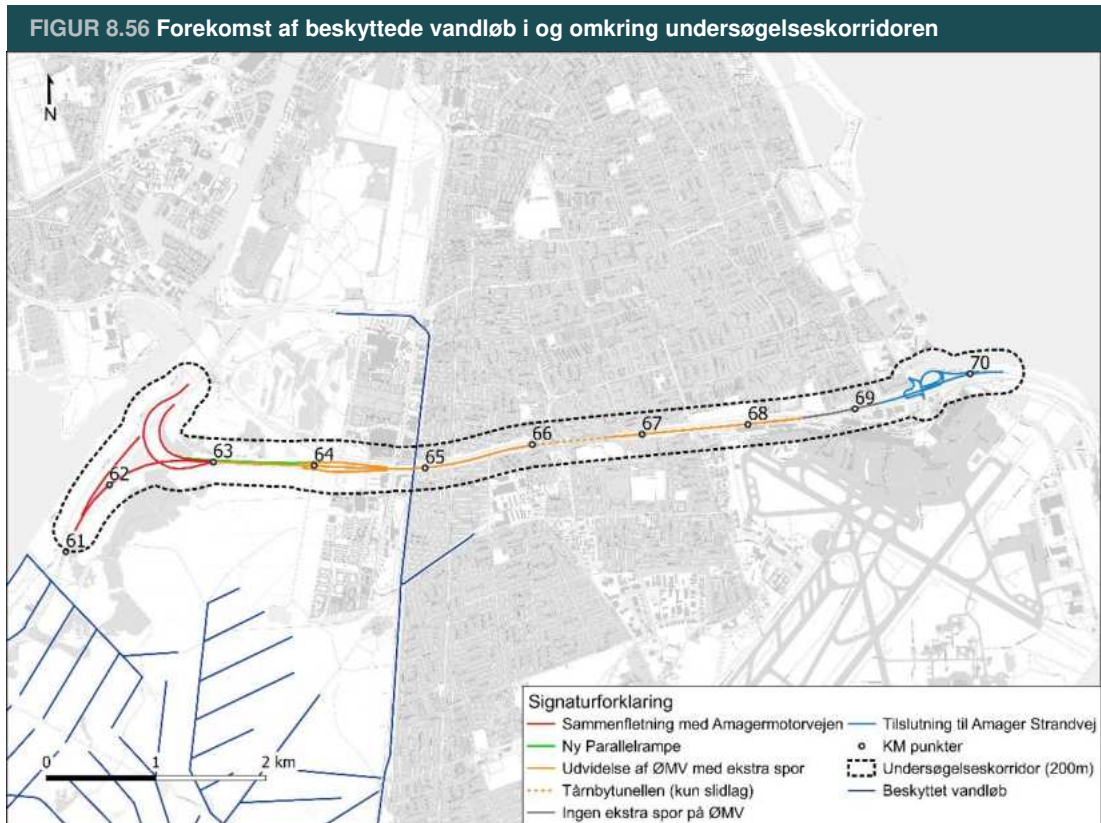 FIGUR 8.56 Forekomst af beskyttede vandløb i og omkring undersøgelseskorridoren
N
70
69
68
67
66
65
64
63
62
61
0 1 2 km
Signaturforklaring
Sammenfletning med Amagermotorvejen
Ny Parallelrampe
Udvidelse af ØMV med ekstra spor
Tårnbytunellen (kun slidlag)
Ingen ekstra spor på ØMV
Tilslutning til Amager Strandvej
KM punkter
Undersøgelseskorridor (200m)
Beskyttet vandløb